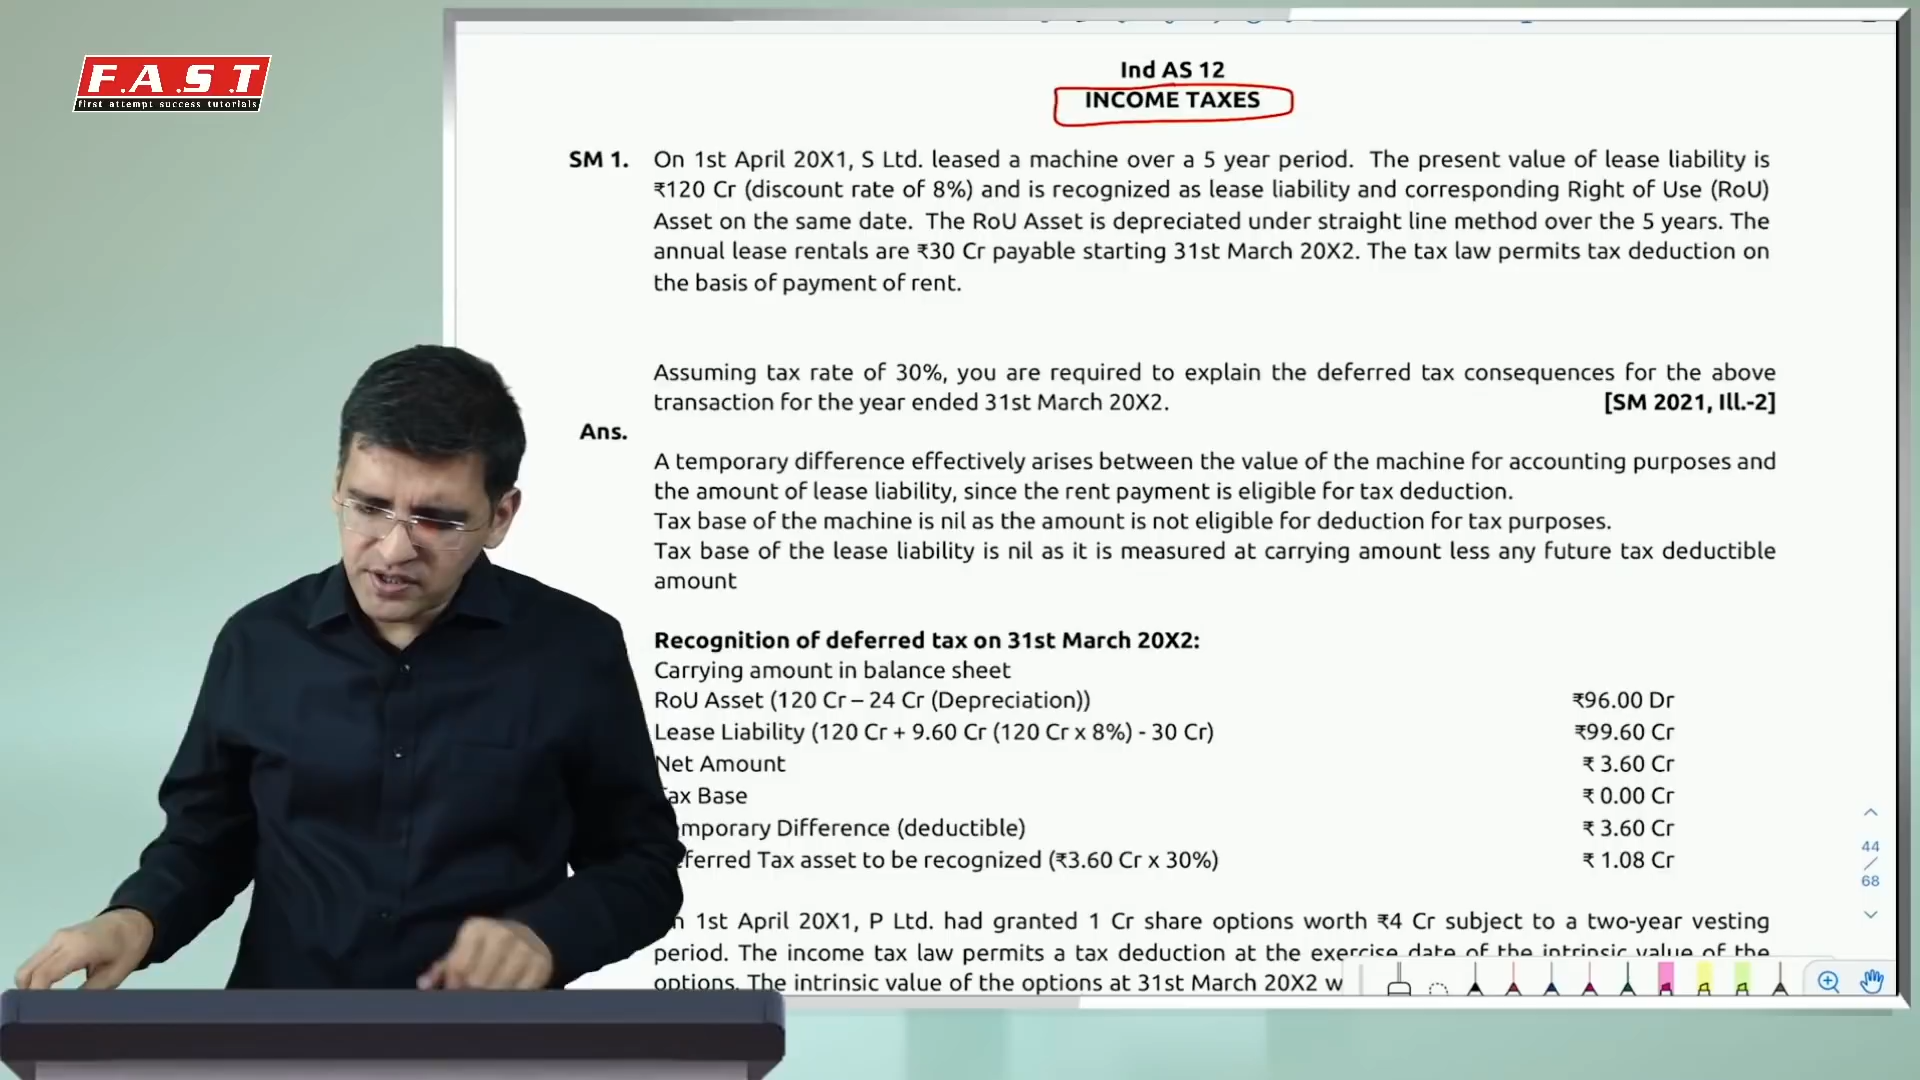 F.A.S.T
first attempt success tutorials
Ind AS 12
INCOME TAXES
SM 1. On 1st April 20X1, S Ltd. leased a machine over a 5 year period. The present value of lease liability is
₹120 Cr (discount rate of 8%) and is recognized as lease liability and corresponding Right of Use (RoU)
Asset on the same date. The RoU Asset is depreciated under straight line method over the 5 years. The
annual lease rentals are ₹30 Cr payable starting 31st March 20X2. The tax law permits tax deduction on
the basis of payment of rent.
Assuming tax rate of 30%, you are required to explain the deferred tax consequences for the above
transaction for the year ended 31st March 20X2. [SM 2021, Ill.-2]
Ans.
A temporary difference effectively arises between the value of the machine for accounting purposes and
the amount of lease liability, since the rent payment is eligible for tax deduction.
Tax base of the machine is nil as the amount is not eligible for deduction for tax purposes.
Tax base of the lease liability is nil as it is measured at carrying amount less any future tax deductible
amount
Recognition of deferred tax on 31st March 20X2:
Carrying amount in balance sheet
RoU Asset (120 Cr – 24 Cr (Depreciation)) ₹96.00 Dr
Lease Liability (120 Cr + 9.60 Cr (120 Cr x 8%) - 30 Cr) ₹99.60 Cr
Net Amount ₹ 3.60 Cr
Tax Base ₹ 0.00 Cr
Temporary Difference (deductible) ₹ 3.60 Cr
Deferred Tax asset to be recognized (₹3.60 Cr x 30%) ₹ 1.08 Cr
1st April 20X1, P Ltd. had granted 1 Cr share options worth ₹4 Cr subject to a two-year vesting
period. The income tax law permits a tax deduction at the exercise date of the intrinsic value of the
options. The intrinsic value of the options at 31st March 20X2
44
/
68